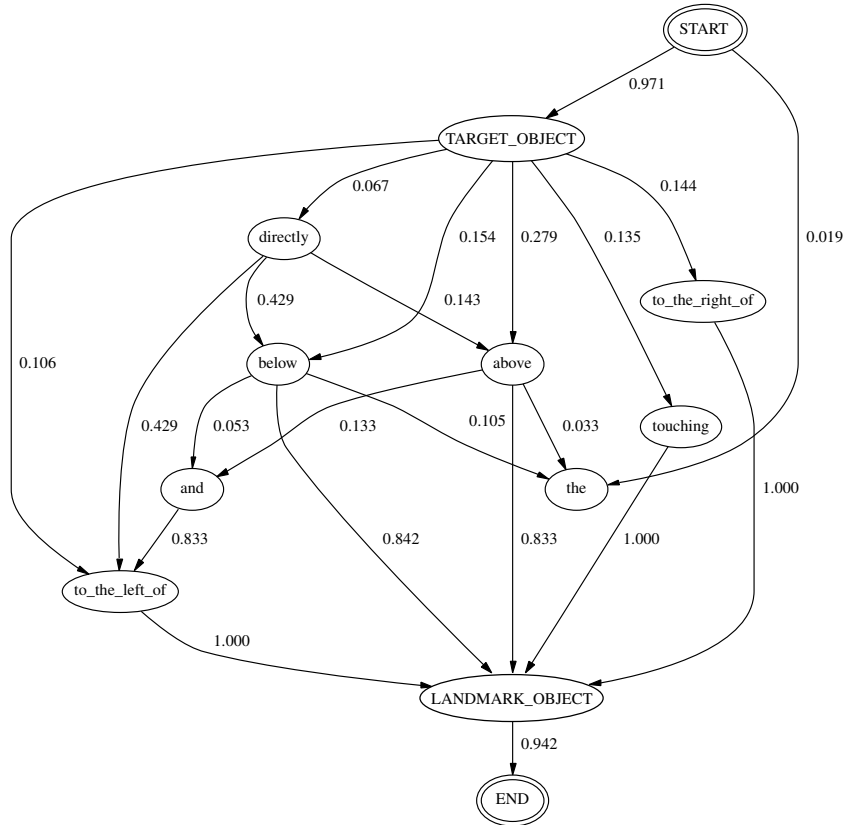 START
0.971
TARGET_OBJECT
0.067
0.144
directly
0.154
0.279
0.135
0.019
0.429
0.143
to_the_right_of
0.106
below
above
0.429
0.053
0.133
0.105
0.033
touching
and
the
1.000
0.833
0.842
0.833
1.000
to_the_left_of
1.000
LANDMARK_OBJECT
0.942
END